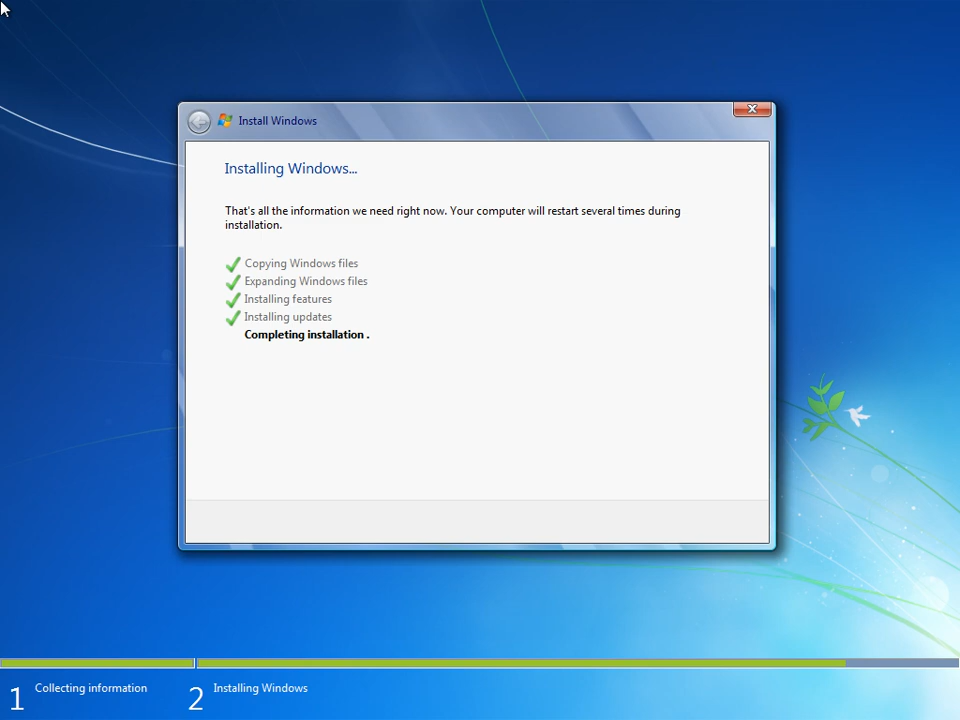 Install Windows
Installing Windows...
That's all the information we need right now. Your computer will restart several times during
installation.
Copying Windows files
Expanding Windows files
Installing features
Installing updates
Completing installation .
1 Collecting information
2 Installing Windows